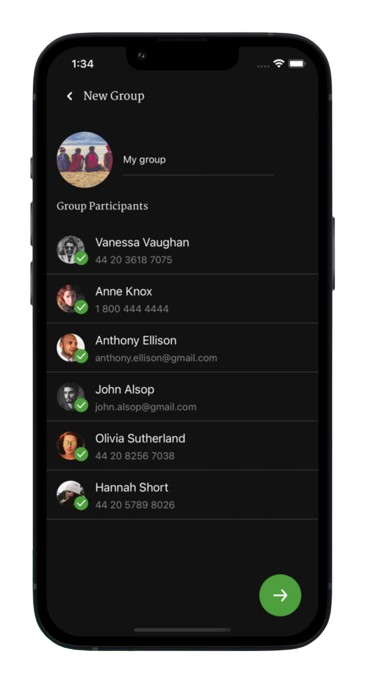 1:34
New Group
My group
Group Participants
Vanessa Vaughan
44 20 3618 7075
Anne Knox
1 800 444 4444
Anthony Ellison
anthony.ellison@gmail.com
John Alsop
john.alsop@gmail.com
Olivia Sutherland
44 20 8256 7038
Hannah Short
44 20 5789 8026